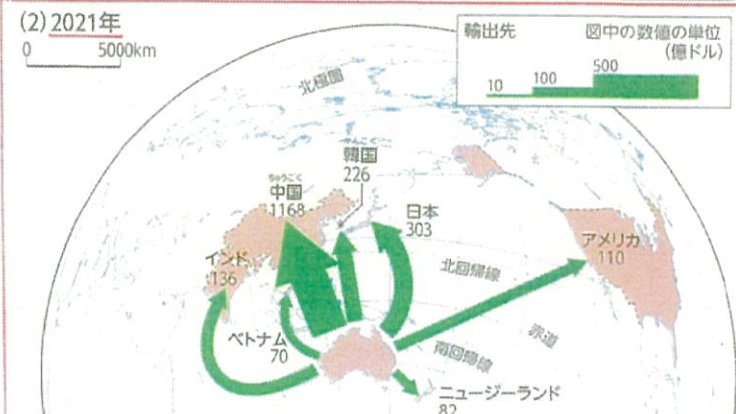 (2) 2021年
0 5000km
輸出先 図中の数値の単位
(億ドル)
10 100 500
北極圏
かんこく
韓国
226
ちゅうごく
中国
1168
日本
303
インド
136
アメリカ
110
北回帰線
赤道
ベトナム
70
南回帰線
ニュージーランド
82